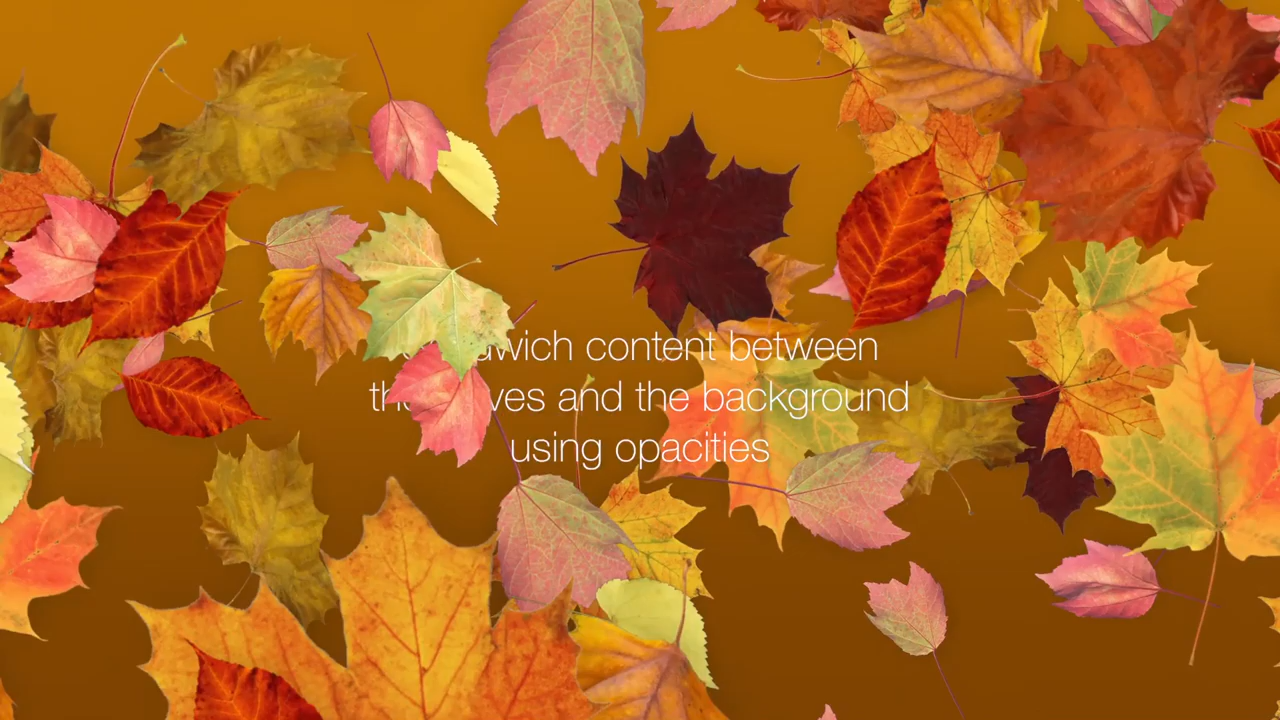 content between
and the background
using opacities